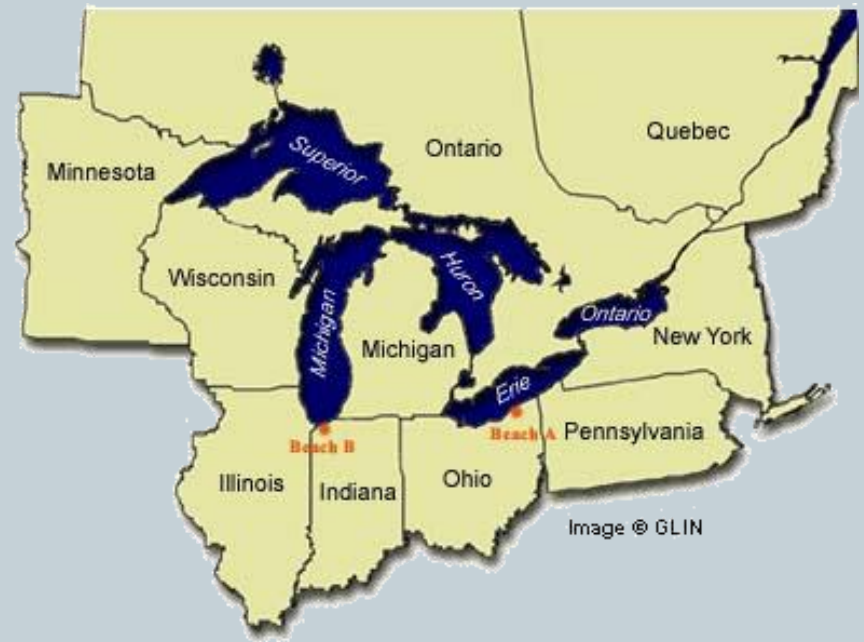 Quebec
Ontario
Minnesota
Superior
Wisconsin
Huron
Michigan
Ontario
New York
Michigan
Erie
Beach B
Beach A
Pennsylvania
Illinois
Indiana
Ohio
Image © GLIN